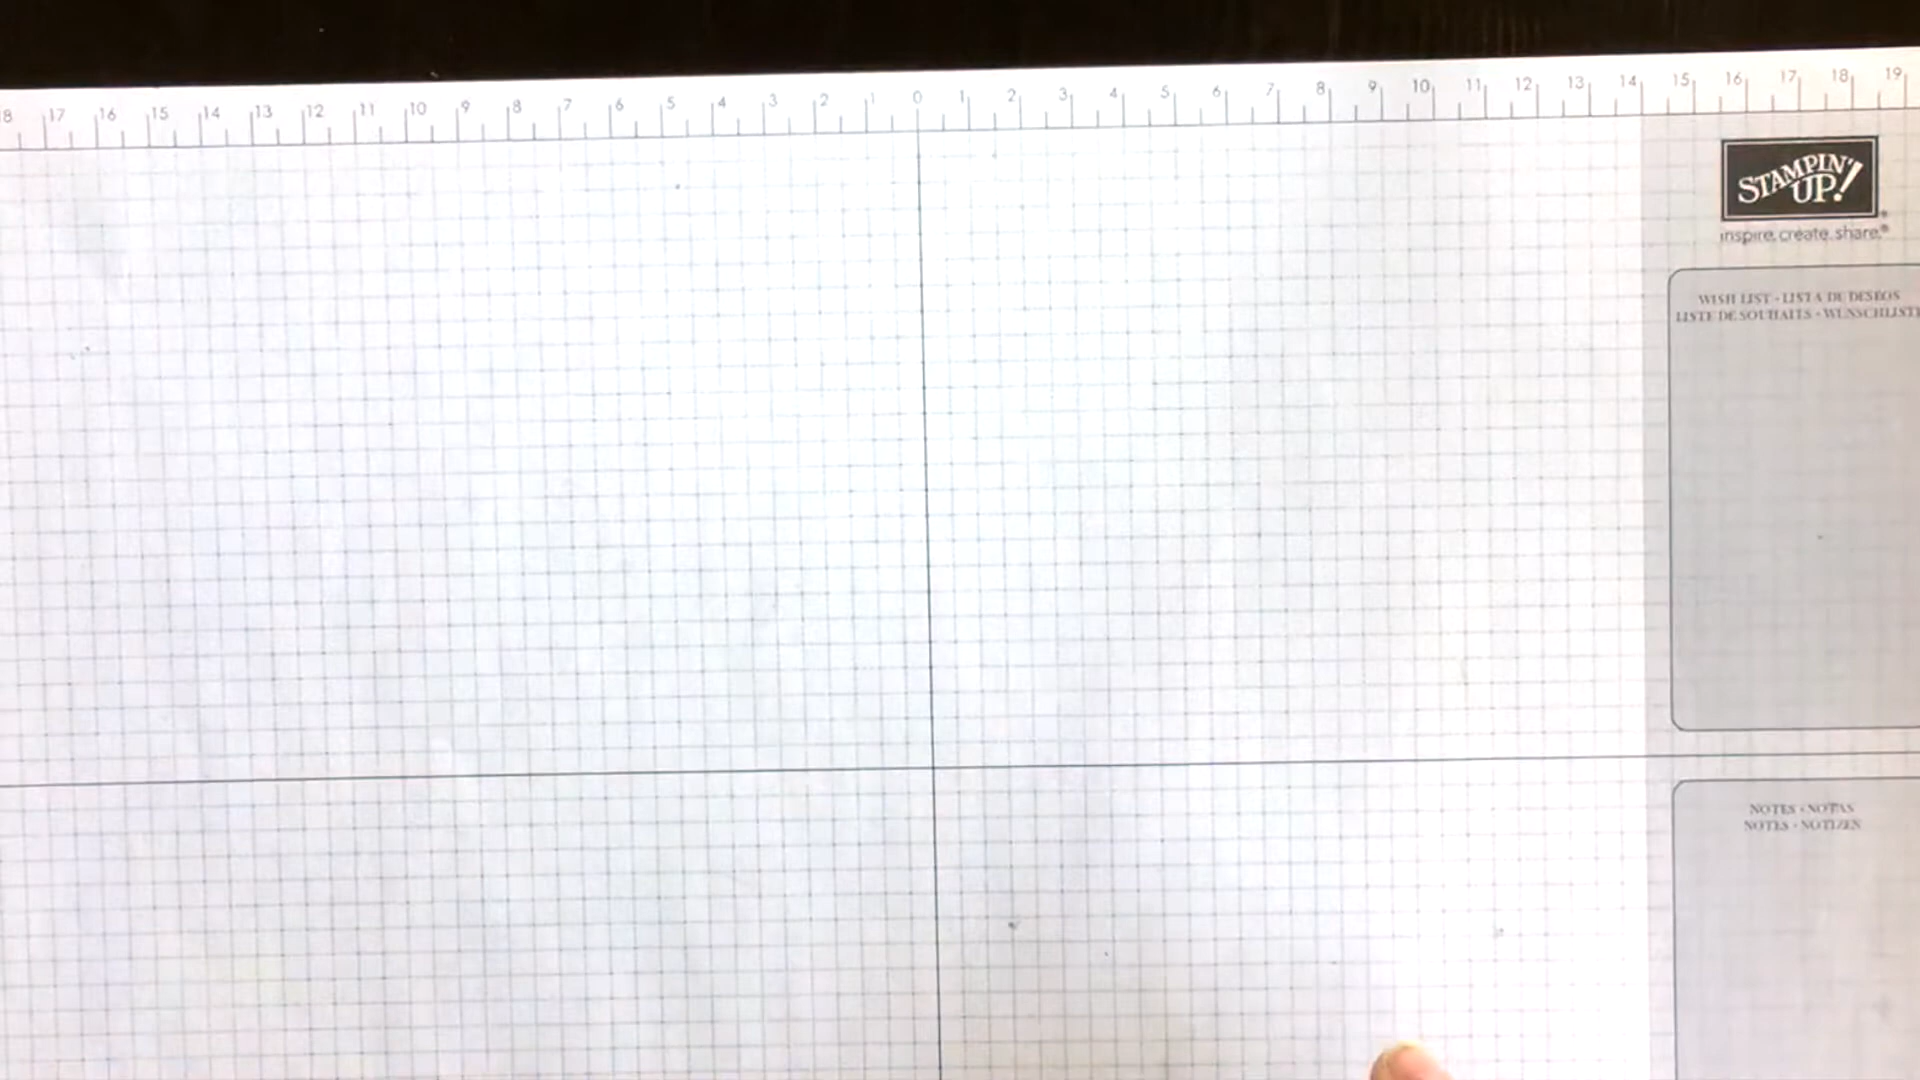 8 17 16 15 14 13 12 11 10 9 8 7 6 5 4 3 2 1 0 1 2 3 4 5 6 7 8 9 10 11 12 13 14 15 16 17 18 19
STAMPIN'
UP!®
inspire. create. share.®
WISH LIST • LISTA DE DESEOS
LISTE DE SOUHAITS • WUNSCHLISTE
NOTES • NOTAS
NOTES • NOTIZEN